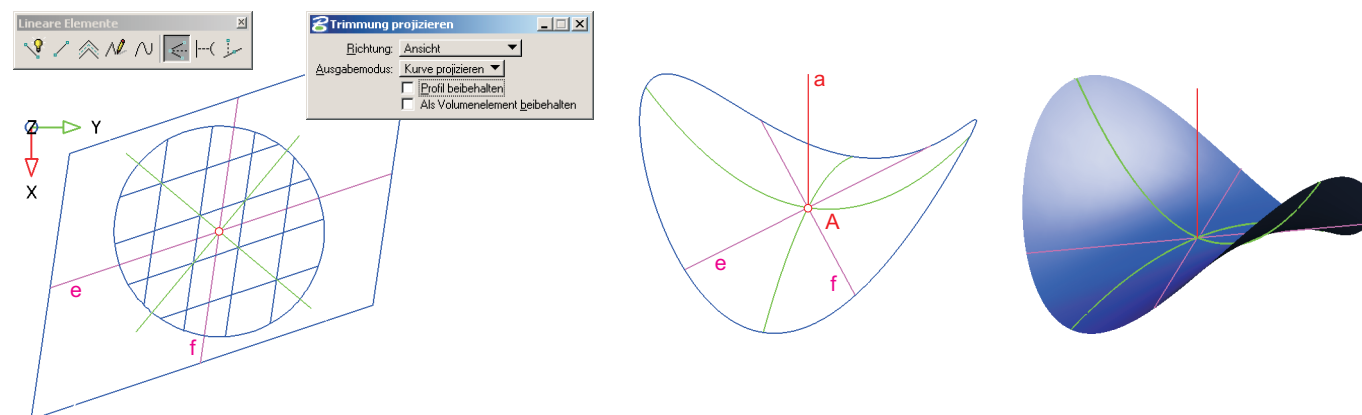 Lineare Elemente
Trimmung projizieren
Richtung: Ansicht
Ausgabemodus: Kurve projizieren
Profil beibehalten
Als Volumenelement beibehalten
Z Y
X
e
f
a
A
e
f